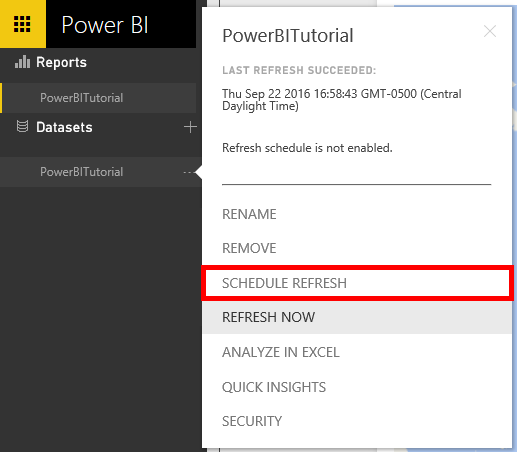 Power BI
Reports
PowerBITutorial
Datasets
PowerBITutorial
PowerBITutorial
LAST REFRESH SUCCEEDED:
Thu Sep 22 2016 16:58:43 GMT-0500 (Central
Daylight Time)
Refresh schedule is not enabled.
RENAME
REMOVE
SCHEDULE REFRESH
REFRESH NOW
ANALYZE IN EXCEL
QUICK INSIGHTS
SECURITY